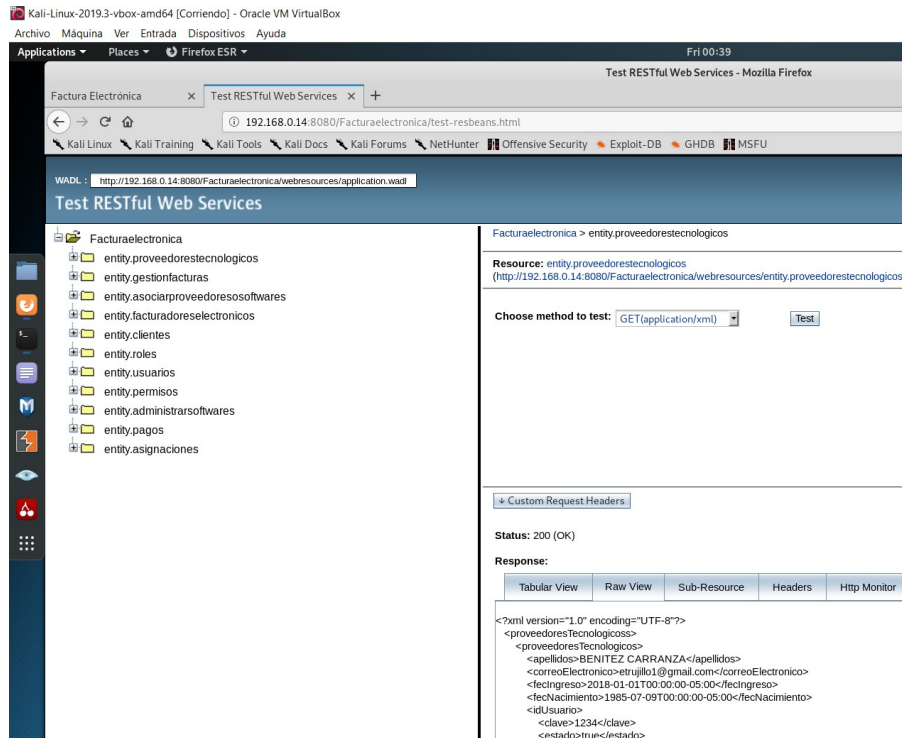 Kali-Linux-2019.3-vbox-amd64 [Corriendo] - Oracle VM VirtualBox
Archivo Máquina Ver Entrada Dispositivos Ayuda
Applications Places Firefox ESR Fri 00:39
Test RESTful Web Services - Mozilla Firefox
Factura Electrónica × Test RESTful Web Services × +
192.168.0.14:8080/Facturaelectronica/test-resbeans.html
Kali Linux Kali Training Kali Tools Kali Docs Kali Forums NetHunter Offensive Security Exploit-DB GHDB MSFU
WADL : http://192.168.0.14:8080/Facturaelectronica/webresources/application.wadl
Test RESTful Web Services
Facturaelectronica
entity.proveedorestecnologicos
entity.gestionfacturas
entity.asociarproveedoresosoftwares
entity.facturadoreselectronicos
entity.clientes
entity.roles
entity.usuarios
entity.permisos
entity.administrarsoftwares
entity.pagos
entity.asignaciones
Facturaelectronica > entity.proveedorestecnologicos
Resource: entity.proveedorestecnologicos
(http://192.168.0.14:8080/Facturaelectronica/webresources/entity.proveedorestecnologicos
Choose method to test: GET(application/xml) Test
+ Custom Request Headers
Status: 200 (OK)
Response:
Tabular View Raw View Sub-Resource Headers Http Monitor
<?xml version="1.0" encoding="UTF-8"?>
<proveedoresTecnologicoss>
<proveedoresTecnologicos>
<apellidos>BENITEZ CARRANZA</apellidos>
<correoElectronico>etrujillo1@gmail.com</correoElectronico>
<fecIngreso>2018-01-01T00:00:00-05:00</fecIngreso>
<fecNacimiento>1985-07-09T00:00:00-05:00</fecNacimiento>
<idUsuario>
<clave>1234</clave>
<estado>true</estado>